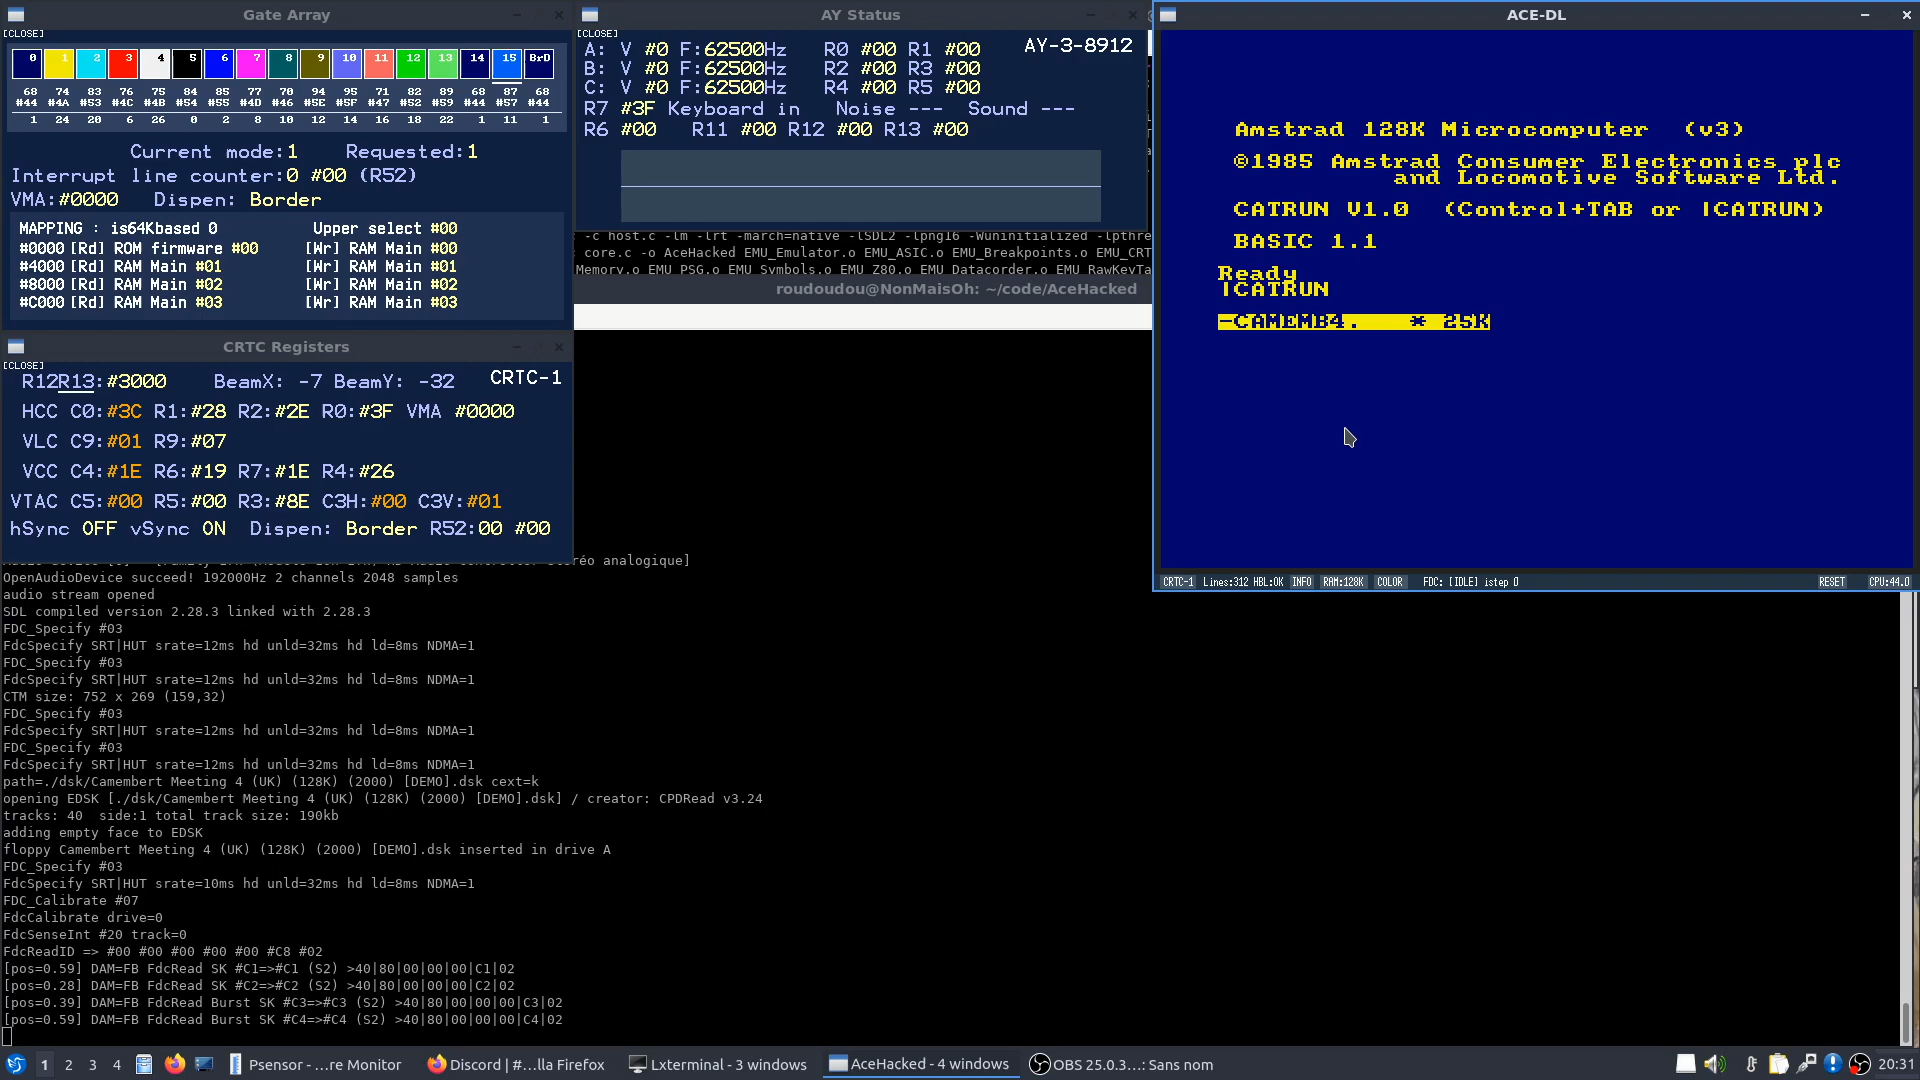 Gate Array
[CLOSE]
0 1 2 3 4 5 6 7 8 9 10 11 12 13 14 15 BrD
68 74 83 76 75 84 85 77 70 94 95 71 82 89 68 87 68
#44 #4A #53 #4C #4B #54 #55 #4D #46 #5E #5F #47 #52 #59 #44 #57 #44
1 24 20 6 26 0 2 8 10 12 14 16 18 22 1 11 1
Current mode:1 Requested:1
Interrupt line counter:0 #00 (R52)
VMA:#0000 Dispen: Border
MAPPING : is64Kbased 0 Upper select #00
#0000 [Rd] ROM firmware #00 [Wr] RAM Main #00
#4000 [Rd] RAM Main #01 [Wr] RAM Main #01
#8000 [Rd] RAM Main #02 [Wr] RAM Main #02
#C000 [Rd] RAM Main #03 [Wr] RAM Main #03
AY Status
[CLOSE]
A: V #0 F:62500Hz R0 #00 R1 #00 AY-3-8912
B: V #0 F:62500Hz R2 #00 R3 #00
C: V #0 F:62500Hz R4 #00 R5 #00
R7 #3F Keyboard in Noise --- Sound ---
R6 #00 R11 #00 R12 #00 R13 #00
-c host.c -lm -lrt -march=native -lSDL2 -lpng16 -Wuninitialized -lpthre
core.c -o AceHacked EMU_Emulator.o EMU_ASIC.o EMU_Breakpoints.o EMU_CRT
Memory.o EMU_PSG.o EMU_Symbols.o EMU_Z80.o EMU_Datacorder.o EMU_RawKeyTa
roudoudou@NonMaisOh: ~/code/AceHacked
ACE-DL
Amstrad 128K Microcomputer (v3)
©1985 Amstrad Consumer Electronics plc
and Locomotive Software Ltd.
CATRUN V1.0 (Control+TAB or |CATRUN)
BASIC 1.1
Ready
|CATRUN
-CAMEMB4. * 25K
CRTC-1 Lines:312 HBL:OK INFO RAM:128K COLOR FDC: [IDLE] istep 0 RESET CPU:44.0
CRTC Registers
[CLOSE]
R12R13:#3000 BeamX: -7 BeamY: -32 CRTC-1
HCC C0:#3C R1:#28 R2:#2E R0:#3F VMA #0000
VLC C9:#01 R9:#07
VCC C4:#1E R6:#19 R7:#1E R4:#26
VTAC C5:#00 R5:#00 R3:#8E C3H:#00 C3V:#01
hSync OFF vSync ON Dispen: Border R52:00 #00
réo analogique]
OpenAudioDevice succeed! 192000Hz 2 channels 2048 samples
audio stream opened
SDL compiled version 2.28.3 linked with 2.28.3
FDC_Specify #03
FdcSpecify SRT|HUT srate=12ms hd unld=32ms hd ld=8ms NDMA=1
FDC_Specify #03
FdcSpecify SRT|HUT srate=12ms hd unld=32ms hd ld=8ms NDMA=1
CTM size: 752 x 269 (159,32)
FDC_Specify #03
FdcSpecify SRT|HUT srate=12ms hd unld=32ms hd ld=8ms NDMA=1
FDC_Specify #03
FdcSpecify SRT|HUT srate=12ms hd unld=32ms hd ld=8ms NDMA=1
path=./dsk/Camembert Meeting 4 (UK) (128K) (2000) [DEMO].dsk cext=k
opening EDSK [./dsk/Camembert Meeting 4 (UK) (128K) (2000) [DEMO].dsk] / creator: CPDRead v3.24
tracks: 40  side:1 total track size: 190kb
adding empty face to EDSK
floppy Camembert Meeting 4 (UK) (128K) (2000) [DEMO].dsk inserted in drive A
FDC_Specify #03
FdcSpecify SRT|HUT srate=10ms hd unld=32ms hd ld=8ms NDMA=1
FDC_Calibrate #07
FdcCalibrate drive=0
FdcSenseInt #20 track=0
FdcReadID => #00 #00 #00 #00 #00 #C8 #02
[pos=0.59] DAM=FB FdcRead SK #C1=>#C1 (S2) >40|80|00|00|00|C1|02
[pos=0.28] DAM=FB FdcRead SK #C2=>#C2 (S2) >40|80|00|00|00|C2|02
[pos=0.39] DAM=FB FdcRead Burst SK #C3=>#C3 (S2) >40|80|00|00|00|C3|02
[pos=0.59] DAM=FB FdcRead Burst SK #C4=>#C4 (S2) >40|80|00|00|00|C4|02
1 2 3 4 Psensor - ...re Monitor Discord | #...lla Firefox Lxterminal - 3 windows AceHacked - 4 windows OBS 25.0.3...: Sans nom 20:31